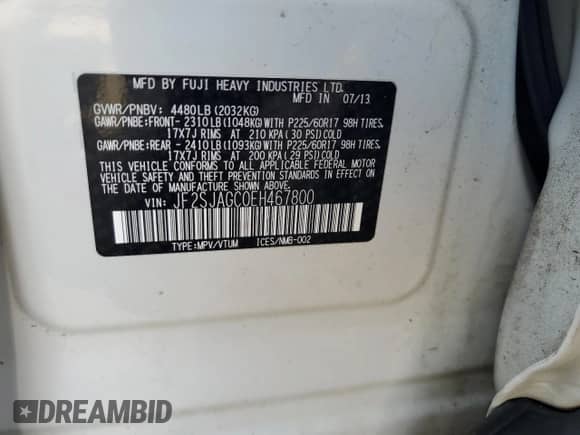 MFD BY FUJI HEAVY INDUSTRIES LTD.
MFD IN 07/13
GVWR/PNBV: 4480LB(2032KG)
GAWR/PNBE:FRONT- 2310LB(1048KG)WITH P225/60R17 98H TIRES,
17X7J RIMS AT 210 KPA(30 PSI)COLD
GAWR/PNBE:REAR - 2410LB(1093KG)WITH P225/60R17 98H TIRES,
17X7J RIMS AT 200 KPA(29 PSI)COLD
THIS VEHICLE CONFORMS TO ALL APPLICABLE FEDERAL MOTOR
VEHICLE SAFETY AND THEFT PREVENTION STANDARDS IN EFFECT ON
THE DATE OF MANUFACTURE SHOWN ABOVE.
VIN: JF2SJAGC0EH467800
TYPE:MPV/VTUM ICES/NMB-002
DREAMBID